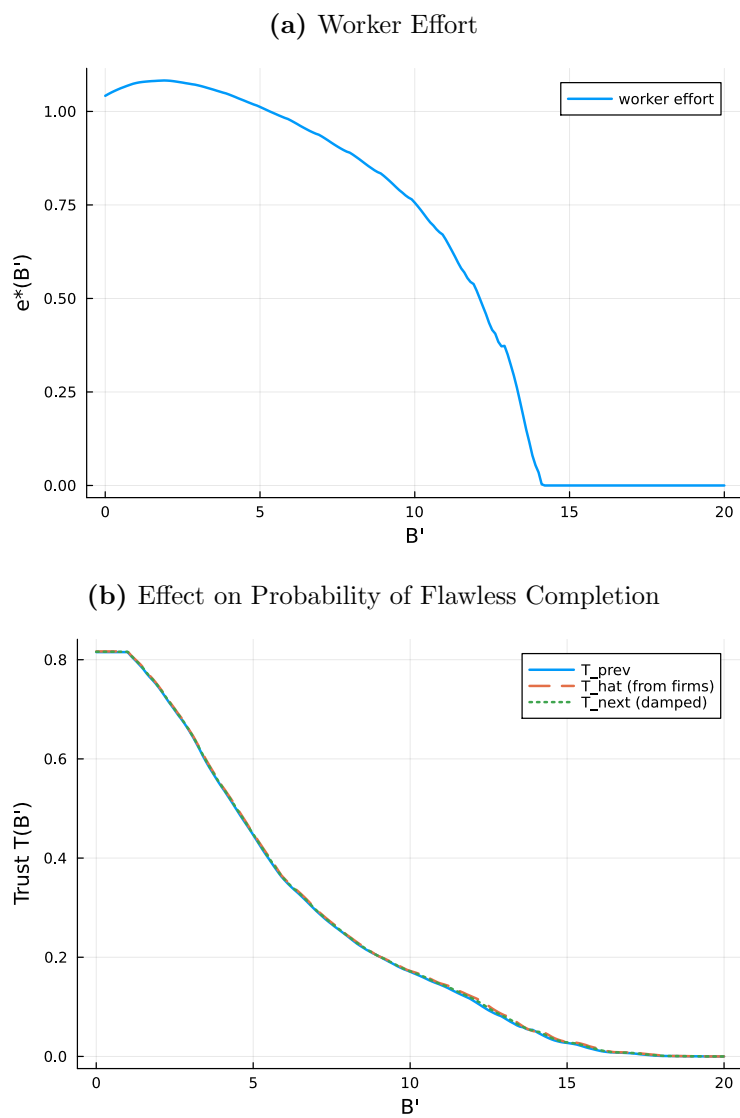 (a) Worker Effort
worker effort
1.00
0.75
0.50
0.25
0.00
e*(B')
0
5
10
15
20
B'
(b) Effect on Probability of Flawless Completion
T_prev
T_hat (from firms)
T_next (damped)
0.8
0.6
0.4
0.2
0.0
Trust T(B')
0
5
10
15
20
B'